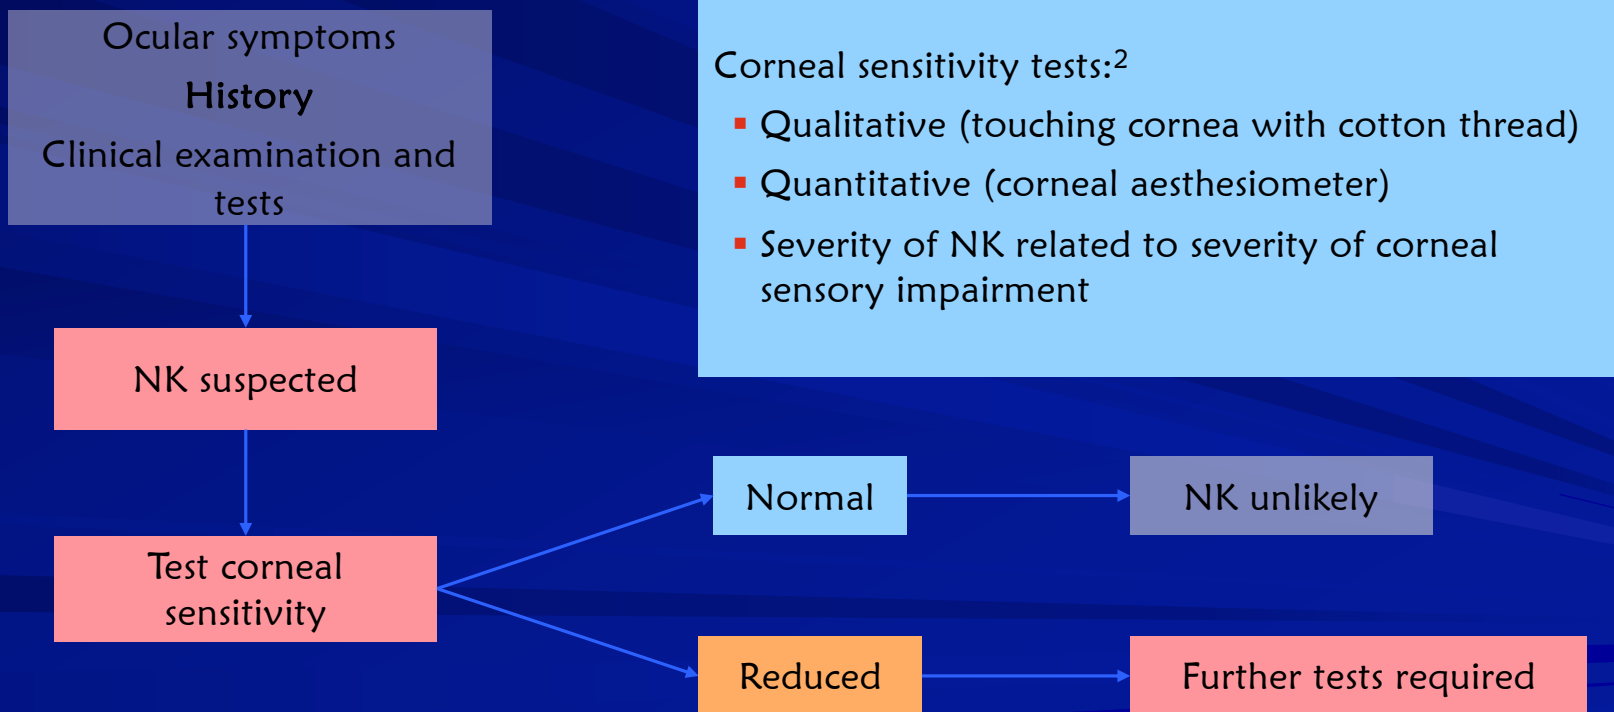 Ocular symptoms
History
Clinical examination and
tests
Corneal sensitivity tests:²
▪ Qualitative (touching cornea with cotton thread)
▪ Quantitative (corneal aesthesiometer)
▪ Severity of NK related to severity of corneal
sensory impairment
NK suspected
Test corneal
sensitivity
Normal
NK unlikely
Reduced
Further tests required